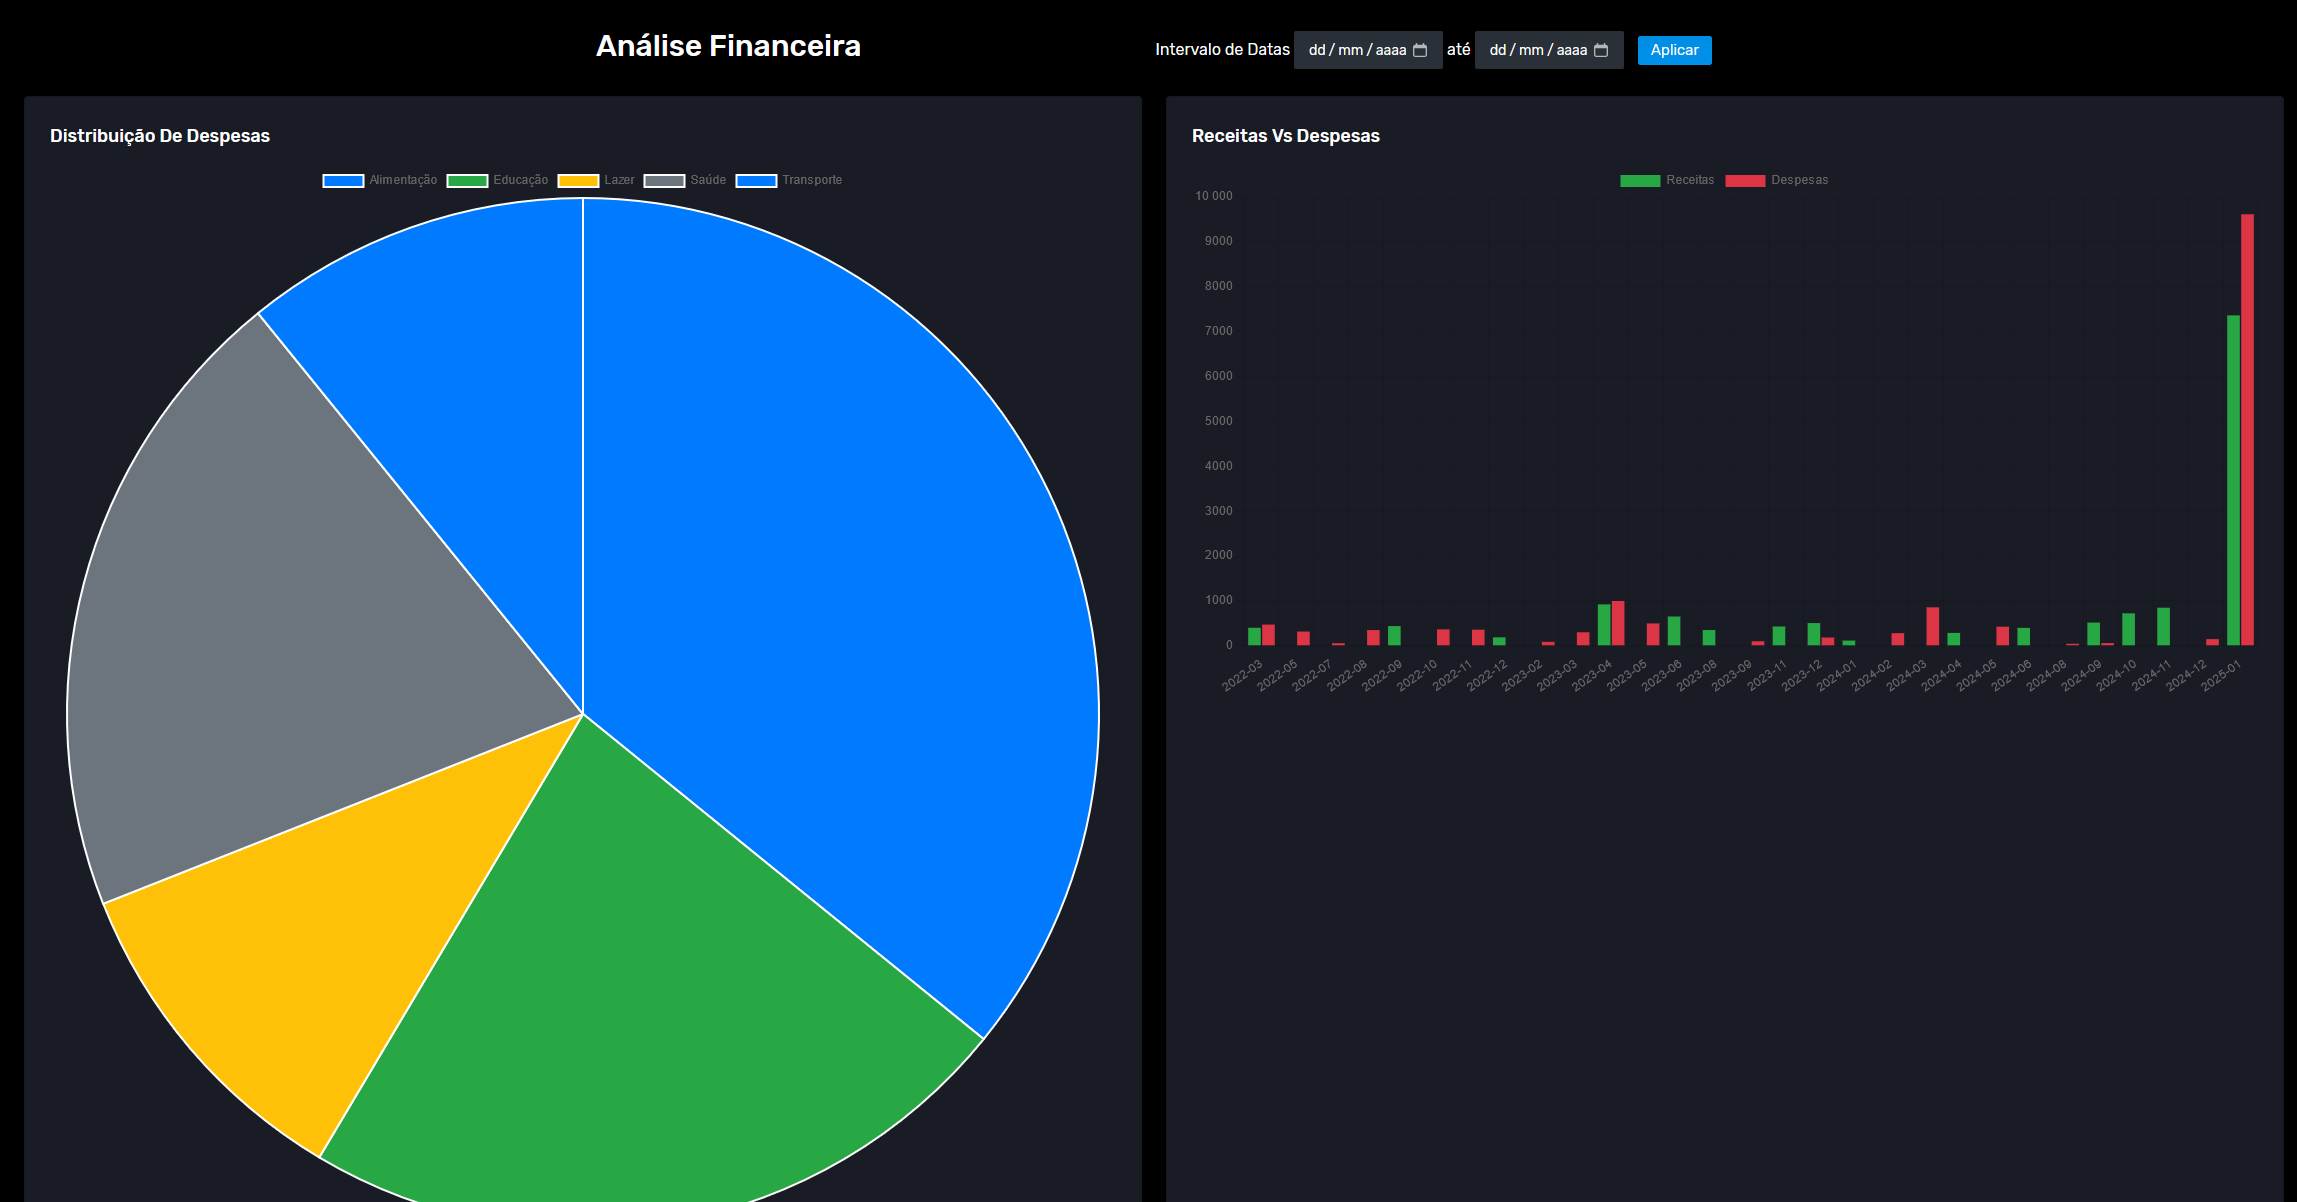 Análise Financeira
Intervalo de Datas dd / mm / aaaa até dd / mm / aaaa Aplicar
Distribuição De Despesas
Alimentação Educação Lazer Saúde Transporte
Receitas Vs Despesas
Receitas Despesas
10 000
9000
8000
7000
6000
5000
4000
3000
2000
1000
0
2022-03 2022-05 2022-07 2022-08 2022-09 2022-10 2022-11 2022-12 2023-02 2023-03 2023-04 2023-05 2023-06 2023-08 2023-09 2023-11 2023-12 2024-01 2024-02 2024-03 2024-04 2024-05 2024-06 2024-08 2024-09 2024-10 2024-11 2024-12 2025-01